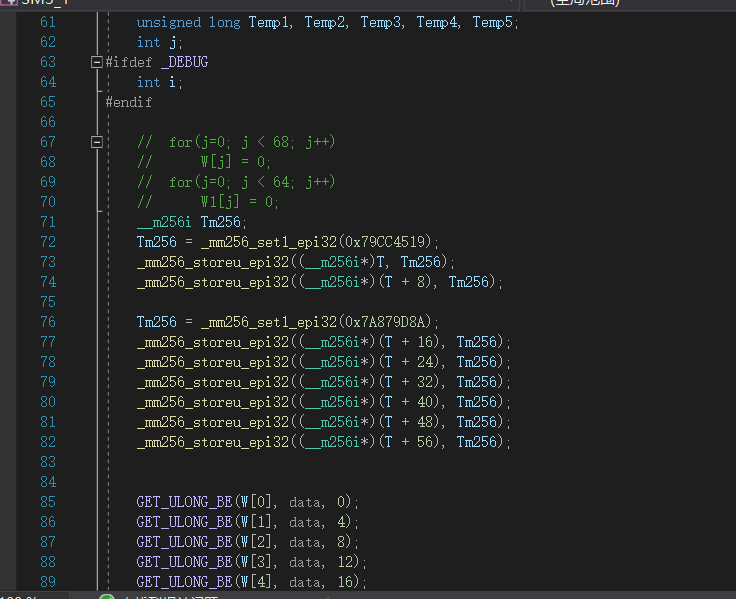 SM3_1
(全局范围)
61 unsigned long Temp1, Temp2, Temp3, Temp4, Temp5;
62 int j;
63 #ifdef _DEBUG
64 int i;
65 #endif
66
67 // for(j=0; j < 68; j++)
68 // W[j] = 0;
69 // for(j=0; j < 64; j++)
70 // W1[j] = 0;
71 __m256i Tm256;
72 Tm256 = _mm256_set1_epi32(0x79CC4519);
73 _mm256_storeu_epi32((__m256i*)T, Tm256);
74 _mm256_storeu_epi32((__m256i*)(T + 8), Tm256);
75
76 Tm256 = _mm256_set1_epi32(0x7A879D8A);
77 _mm256_storeu_epi32((__m256i*)(T + 16), Tm256);
78 _mm256_storeu_epi32((__m256i*)(T + 24), Tm256);
79 _mm256_storeu_epi32((__m256i*)(T + 32), Tm256);
80 _mm256_storeu_epi32((__m256i*)(T + 40), Tm256);
81 _mm256_storeu_epi32((__m256i*)(T + 48), Tm256);
82 _mm256_storeu_epi32((__m256i*)(T + 56), Tm256);
83
84
85 GET_ULONG_BE(W[0], data, 0);
86 GET_ULONG_BE(W[1], data, 4);
87 GET_ULONG_BE(W[2], data, 8);
88 GET_ULONG_BE(W[3], data, 12);
89 GET_ULONG_BE(W[4], data, 16);